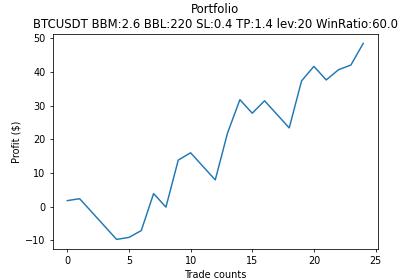 Portfolio
BTCUSDT BBM:2.6 BBL:220 SL:0.4 TP:1.4 lev:20 WinRatio:60.0
50
40
30
20
10
0
−10
Profit ($)
0 5 10 15 20 25
Trade counts